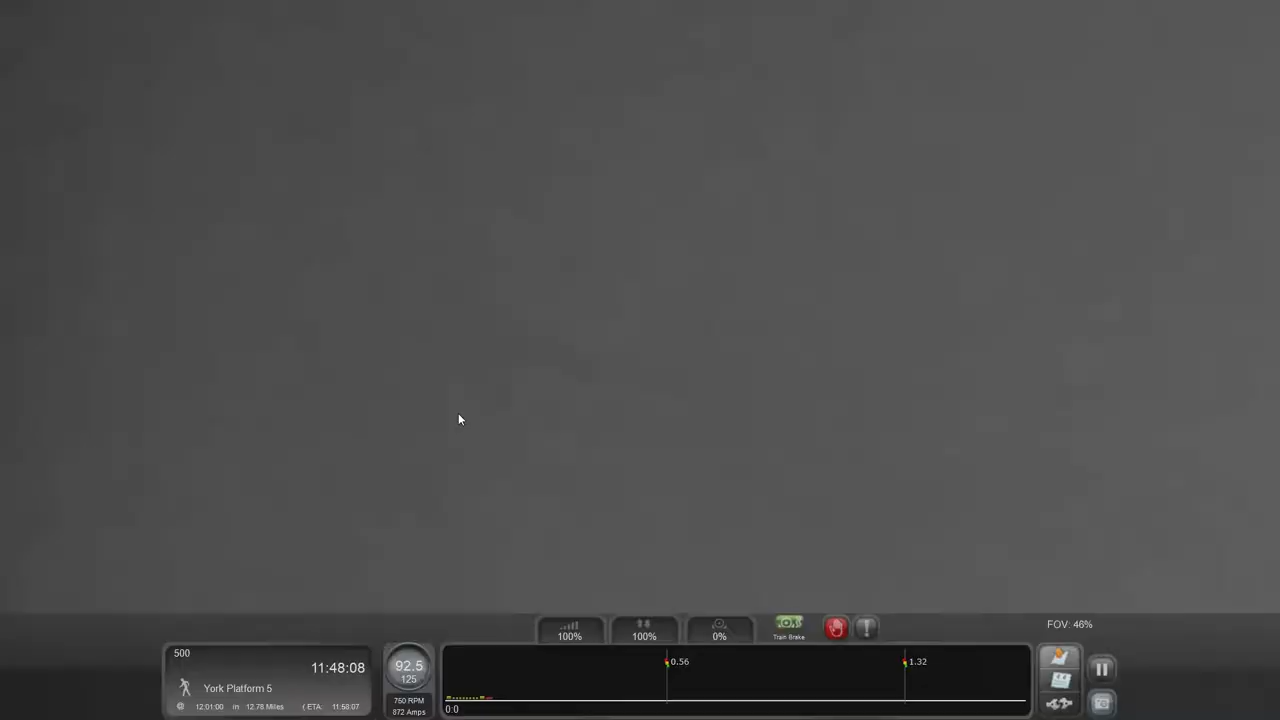 FOV: 46%
100%
100%
0%
Train Brake
500
11:48:08
York Platform 5
@ 12:01:00 in 12.78 Miles ( ETA: 11:58:07
92.5
125
750 RPM
872 Amps
0.56
1.32
0:0